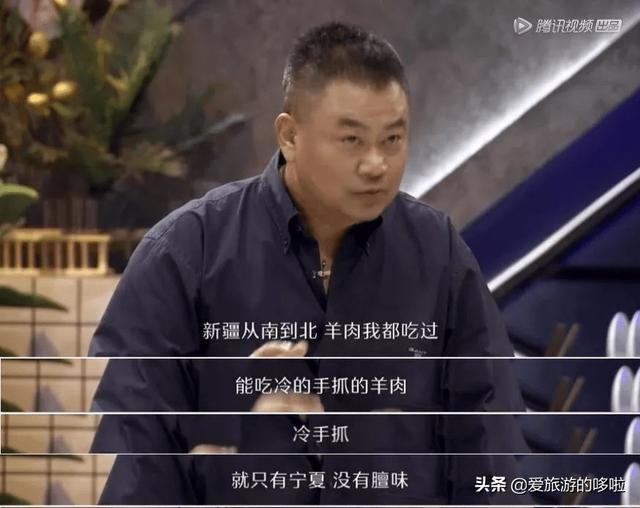 腾讯视频 出品
新疆从南到北 羊肉我都吃过
能吃冷的手抓的羊肉
冷手抓
就只有宁夏 没有膻味
头条 @爱旅游的哆啦